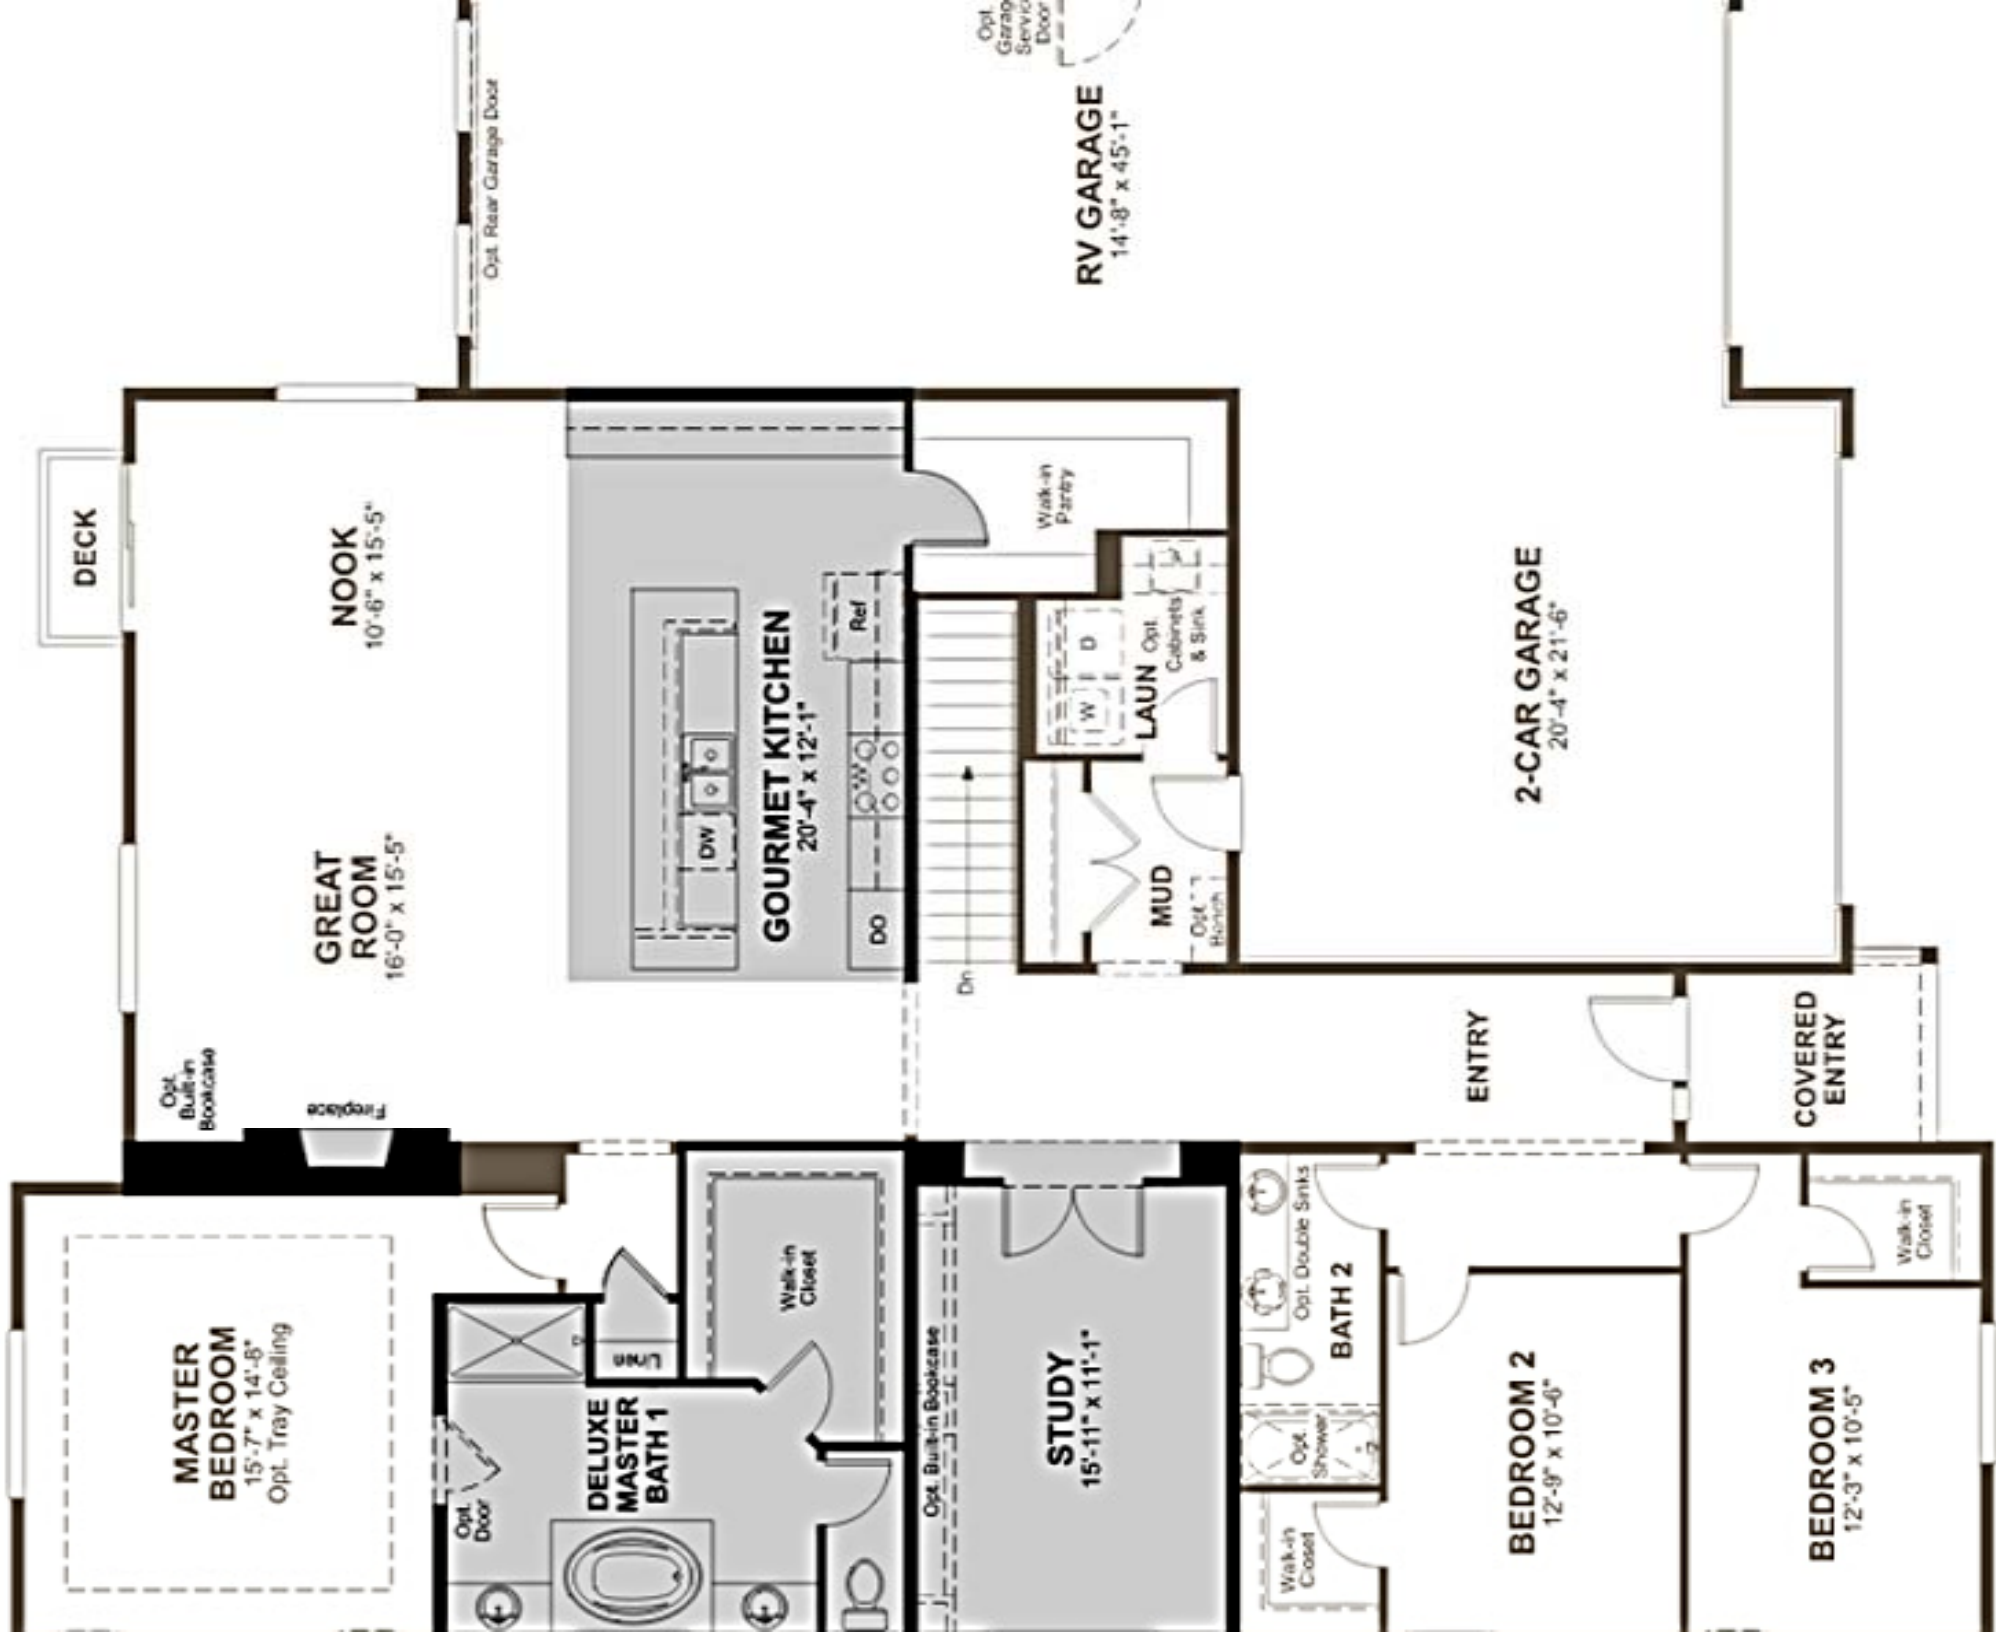 Opt.
Garage
Service
Door
Opt. Rear Garage Door
RV GARAGE
14'-8" x 45'-1"
DECK
NOOK
10'-6" x 15'-5"
Walk-in
Pantry
Ref
GOURMET KITCHEN
20'-4" x 12'-1"
DW
DO
W
D
LAUN
Opt.
Cabinets
& Sink
2-CAR GARAGE
20'-4" x 21'-6"
GREAT
ROOM
16'-0" x 15'-5"
MUD
Opt.
Bench
Dn
Opt.
Built-in
Bookcase
Fireplace
ENTRY
COVERED
ENTRY
MASTER
BEDROOM
15'-7" x 14'-8"
Opt. Tray Ceiling
Linen
Walk-in
Closet
DELUXE
MASTER
BATH 1
Opt.
Door
Opt. Built-in Bookcase
STUDY
15'-11" x 11'-1"
Opt. Double Sinks
BATH 2
Opt.
Shower
Walk-in
Closet
BEDROOM 2
12'-9" x 10'-6"
Walk-in
Closet
BEDROOM 3
12'-3" x 10'-5"